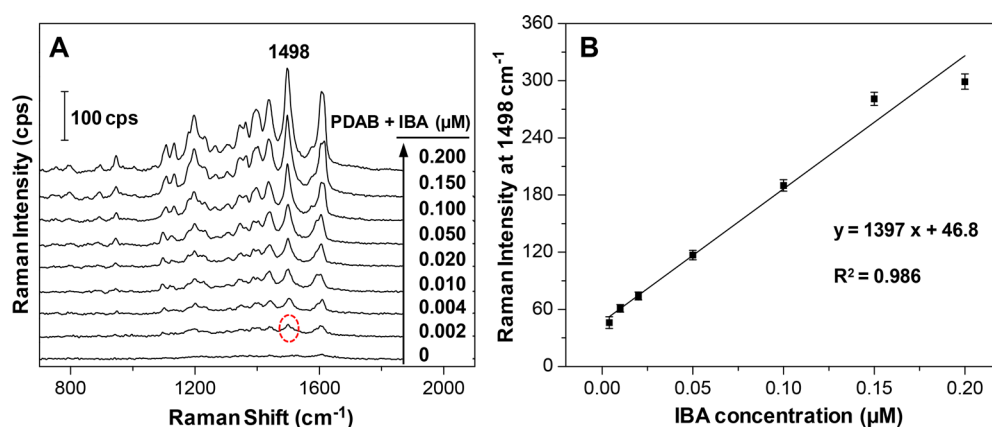 A
1498
100 cps
PDAB + IBA (μM)
0.200
0.150
0.100
0.050
0.020
0.010
0.004
0.002
0
Raman Intensity (cps)
800 1200 1600 2000
Raman Shift (cm⁻¹)
B
360
300
240
180
120
60
0
Raman Intensity at 1498 cm⁻¹
y = 1397 x + 46.8
R² = 0.986
0.00 0.05 0.10 0.15 0.20
IBA concentration (μM)